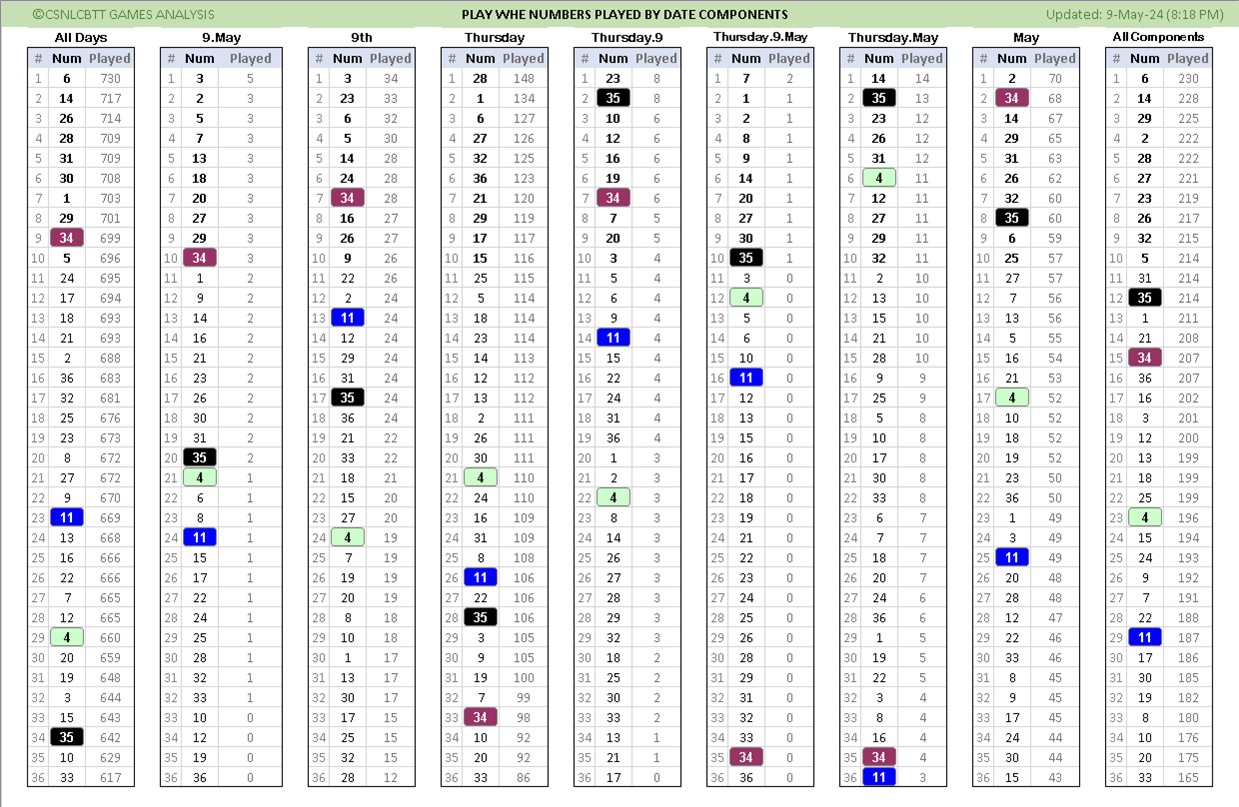 ©CSNLCBTT GAMES ANALYSIS PLAY WHE NUMBERS PLAYED BY DATE COMPONENTS Updated: 9-May-24 (8:18 PM)
All Days 9.May 9th Thursday Thursday.9 Thursday.9.May Thursday.May May All Components
# Num Played # Num Played # Num Played # Num Played # Num Played # Num Played # Num Played # Num Played # Num Played
1 6 730 1 3 5 1 3 34 1 28 148 1 23 8 1 7 2 1 14 14 1 2 70 1 6 230
2 14 717 2 2 3 2 23 33 2 1 134 2 35 8 2 1 1 2 35 13 2 34 68 2 14 228
3 26 714 3 5 3 3 6 32 3 6 127 3 10 6 3 2 1 3 23 12 3 14 67 3 29 225
4 28 709 4 7 3 4 5 30 4 27 126 4 12 6 4 8 1 4 26 12 4 29 65 4 2 222
5 31 709 5 13 3 5 14 28 5 32 125 5 16 6 5 9 1 5 31 12 5 31 63 5 28 222
6 30 708 6 18 3 6 24 28 6 36 123 6 19 6 6 14 1 6 4 11 6 26 62 6 27 221
7 1 703 7 20 3 7 34 28 7 21 120 7 34 6 7 20 1 7 12 11 7 32 60 7 23 219
8 29 701 8 27 3 8 16 27 8 29 119 8 7 5 8 27 1 8 27 11 8 35 60 8 26 217
9 34 699 9 29 3 9 26 27 9 17 117 9 20 5 9 30 1 9 29 11 9 6 59 9 32 215
10 5 696 10 34 3 10 9 26 10 15 116 10 3 4 10 35 1 10 32 11 10 25 57 10 5 214
11 24 695 11 1 2 11 22 26 11 25 115 11 5 4 11 3 0 11 2 10 11 27 57 11 31 214
12 17 694 12 9 2 12 2 24 12 5 114 12 6 4 12 4 0 12 13 10 12 7 56 12 35 214
13 18 693 13 14 2 13 11 24 13 18 114 13 9 4 13 5 0 13 15 10 13 13 56 13 1 211
14 21 693 14 16 2 14 12 24 14 23 114 14 11 4 14 6 0 14 21 10 14 5 55 14 21 208
15 2 688 15 21 2 15 29 24 15 14 113 15 15 4 15 10 0 15 28 10 15 16 54 15 34 207
16 36 683 16 23 2 16 31 24 16 12 112 16 22 4 16 11 0 16 9 9 16 21 53 16 36 207
17 32 681 17 26 2 17 35 24 17 13 112 17 24 4 17 12 0 17 25 9 17 4 52 17 16 202
18 25 676 18 30 2 18 36 24 18 2 111 18 31 4 18 13 0 18 5 8 18 10 52 18 3 201
19 23 673 19 31 2 19 21 22 19 26 111 19 36 4 19 15 0 19 10 8 19 18 52 19 12 200
20 8 672 20 35 2 20 33 22 20 30 111 20 1 3 20 16 0 20 17 8 20 19 52 20 13 199
21 27 672 21 4 1 21 18 21 21 4 110 21 2 3 21 17 0 21 30 8 21 23 50 21 18 199
22 9 670 22 6 1 22 15 20 22 24 110 22 4 3 22 18 0 22 33 8 22 36 50 22 25 199
23 11 669 23 8 1 23 27 20 23 16 109 23 8 3 23 19 0 23 6 7 23 1 49 23 4 196
24 13 668 24 11 1 24 4 19 24 31 109 24 14 3 24 21 0 24 7 7 24 3 49 24 15 194
25 16 666 25 15 1 25 7 19 25 8 108 25 26 3 25 22 0 25 18 7 25 11 49 25 24 193
26 22 666 26 17 1 26 19 19 26 11 106 26 27 3 26 23 0 26 20 7 26 20 48 26 9 192
27 7 665 27 22 1 27 20 19 27 22 106 27 28 3 27 24 0 27 24 6 27 28 48 27 7 191
28 12 665 28 24 1 28 8 18 28 35 106 28 29 3 28 25 0 28 36 6 28 12 47 28 22 188
29 4 660 29 25 1 29 10 18 29 3 105 29 32 3 29 26 0 29 1 5 29 22 46 29 11 187
30 20 659 30 28 1 30 1 17 30 9 105 30 18 2 30 28 0 30 19 5 30 33 46 30 17 186
31 19 648 31 32 1 31 13 17 31 19 100 31 25 2 31 29 0 31 22 5 31 8 45 31 30 185
32 3 644 32 33 1 32 30 17 32 7 99 32 30 2 32 31 0 32 3 4 32 9 45 32 19 182
33 15 643 33 10 0 33 17 15 33 34 98 33 33 2 33 32 0 33 8 4 33 17 45 33 8 180
34 35 642 34 12 0 34 25 15 34 10 92 34 13 1 34 33 0 34 16 4 34 24 44 34 10 176
35 10 629 35 19 0 35 32 15 35 20 92 35 21 1 35 34 0 35 34 4 35 30 44 35 20 175
36 33 617 36 36 0 36 28 12 36 33 86 36 17 0 36 36 0 36 11 3 36 15 43 36 33 165